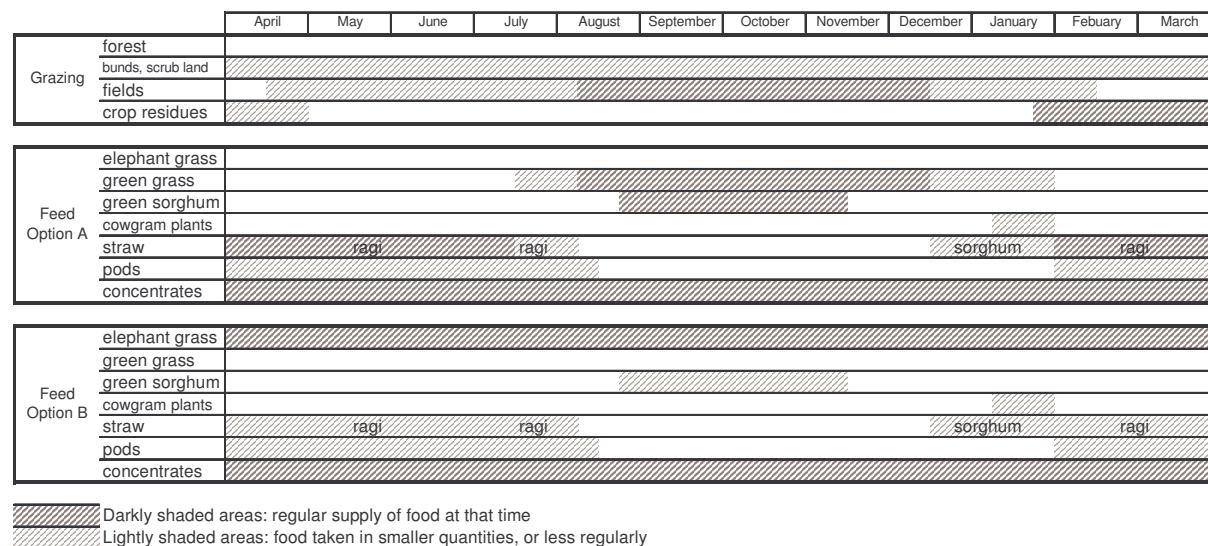 April May June July August September October November December January Febuary March
Grazing
forest
bunds, scrub land
fields
crop residues
Feed
Option A
elephant grass
green grass
green sorghum
cowgram plants
straw ragi ragi sorghum ragi
pods
concentrates
Feed
Option B
elephant grass
green grass
green sorghum
cowgram plants
straw ragi ragi sorghum ragi
pods
concentrates
Darkly shaded areas: regular supply of food at that time
Lightly shaded areas: food taken in smaller quantities, or less regularly